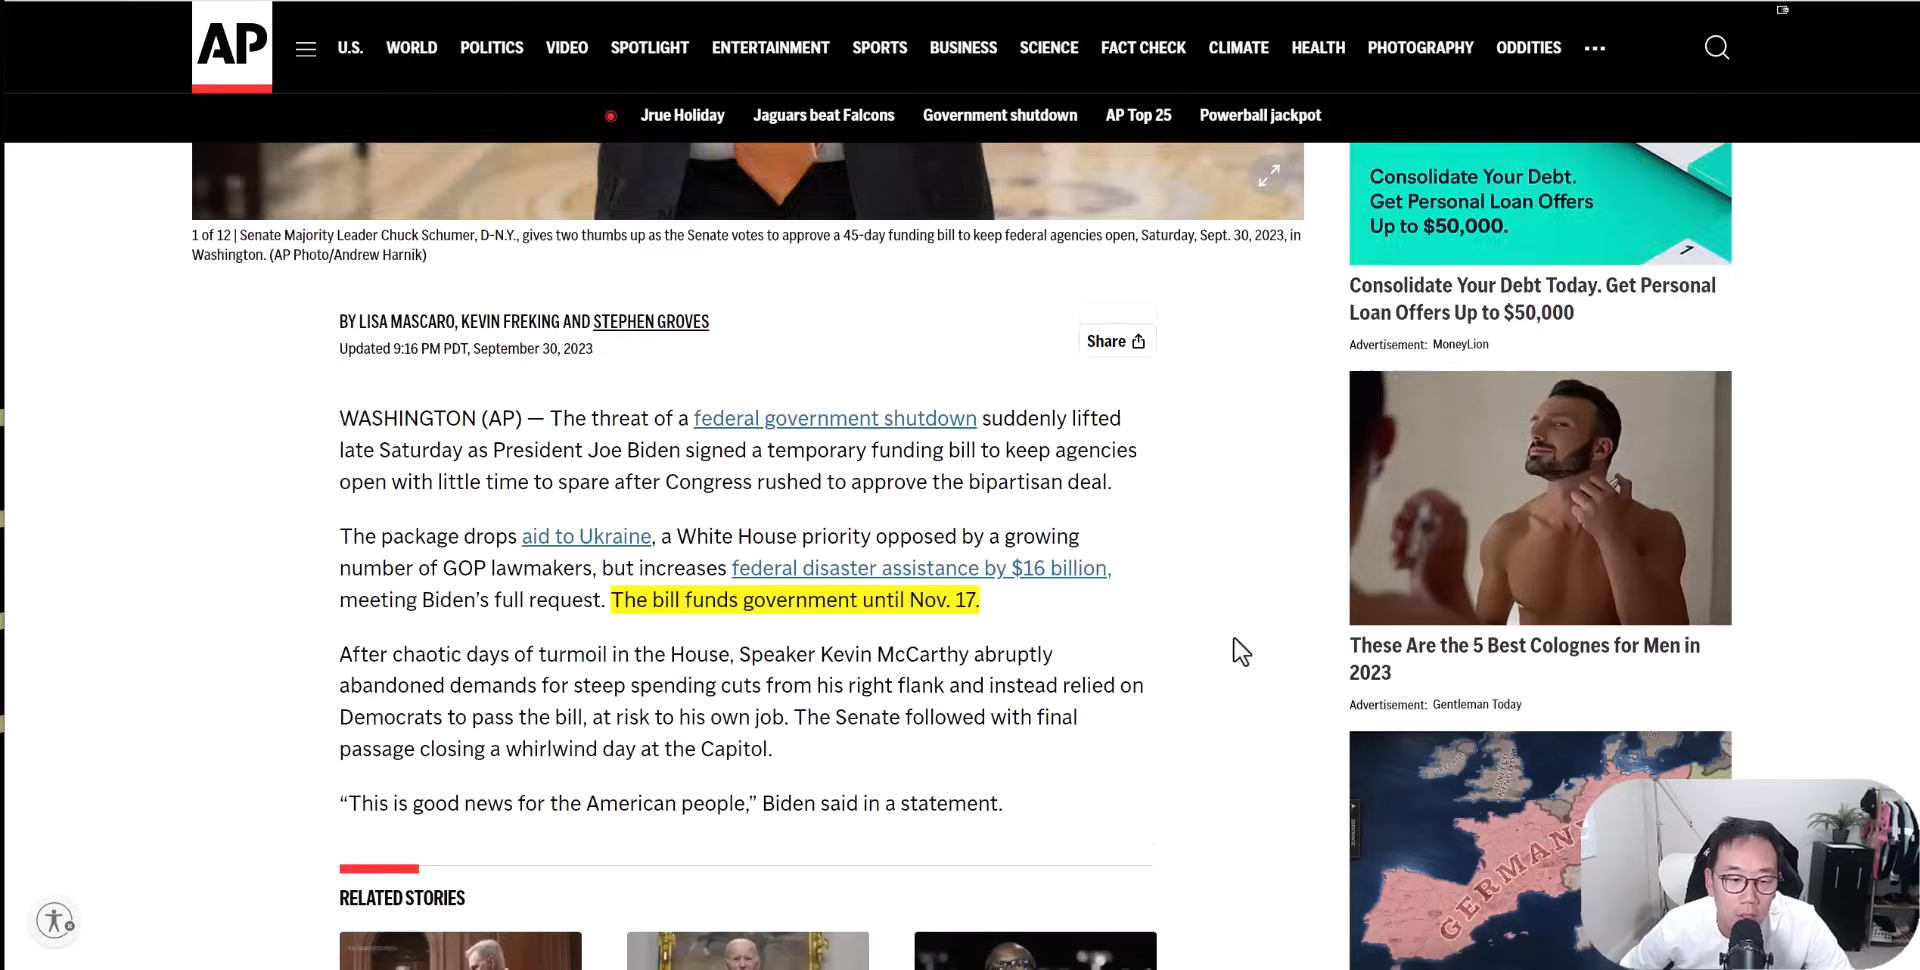 AP
U.S.
WORLD
POLITICS
VIDEO
SPOTLIGHT
ENTERTAINMENT
SPORTS
BUSINESS
SCIENCE
FACT CHECK
CLIMATE
HEALTH
PHOTOGRAPHY
ODDITIES
Jrue Holiday
Jaguars beat Falcons
Government shutdown
AP Top 25
Powerball jackpot
1 of 12 | Senate Majority Leader Chuck Schumer, D-N.Y., gives two thumbs up as the Senate votes to approve a 45-day funding bill to keep federal agencies open, Saturday, Sept. 30, 2023, in
Washington. (AP Photo/Andrew Harnik)
BY LISA MASCARO, KEVIN FREKING AND STEPHEN GROVES
Updated 9:16 PM PDT, September 30, 2023
Share
WASHINGTON (AP) — The threat of a federal government shutdown suddenly lifted
late Saturday as President Joe Biden signed a temporary funding bill to keep agencies
open with little time to spare after Congress rushed to approve the bipartisan deal.
The package drops aid to Ukraine, a White House priority opposed by a growing
number of GOP lawmakers, but increases federal disaster assistance by $16 billion,
meeting Biden’s full request. The bill funds government until Nov. 17.
After chaotic days of turmoil in the House, Speaker Kevin McCarthy abruptly
abandoned demands for steep spending cuts from his right flank and instead relied on
Democrats to pass the bill, at risk to his own job. The Senate followed with final
passage closing a whirlwind day at the Capitol.
“This is good news for the American people,” Biden said in a statement.
RELATED STORIES
Consolidate Your Debt.
Get Personal Loan Offers
Up to $50,000.
Consolidate Your Debt Today. Get Personal
Loan Offers Up to $50,000
Advertisement: MoneyLion
These Are the 5 Best Colognes for Men in
2023
Advertisement: Gentleman Today
UNITED
KINGDOM
GERMANY